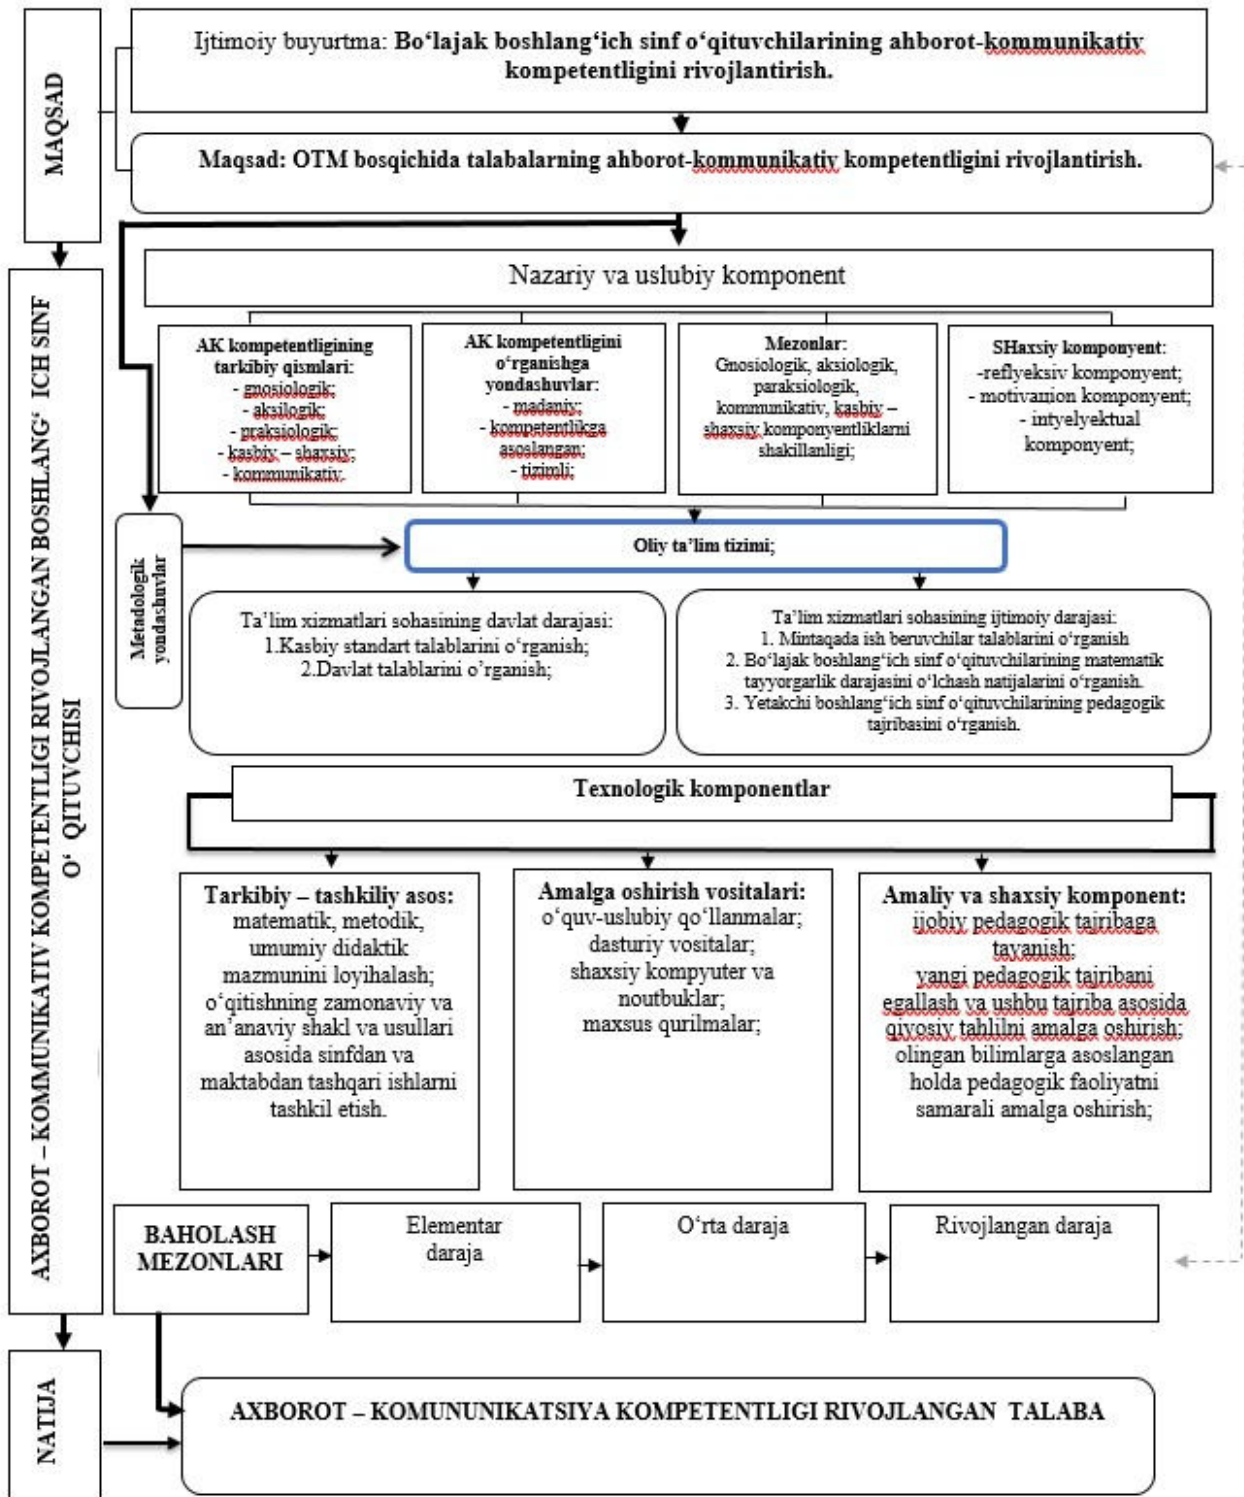 MAQSAD
Ijtimoiy buyurtma: Bo‘lajak boshlang‘ich sinf o‘qituvchilarining ahborot-kommunikativ
kompetentligini rivojlantirish.
Maqsad: OTM bosqichida talabalarning ahborot-kommunikativ kompetentligini rivojlantirish.
AXBOROT – KOMMUNIKATIV KOMPETENTLIGI RIVOJLANGAN BOSHLANG‘ ICH SINF
O‘ QITUVCHISI
Nazariy va uslubiy komponent
AK kompetentligining
tarkibiy qismlari:
- gnosiologik;
- aksilogik;
- praksiologik;
- kasbiy – shaxsiy;
- kommunikativ.
AK kompetentligini
o‘rganishga
yondashuvlar:
- madaniy;
- kompetentlikga
asoslangan;
- tizimli;
Mezonlar:
Gnosiologik, aksiologik,
paraksiologik,
kommunikativ, kasbiy –
shaxsiy komponyentliklarni
shakillanligi;
SHaxsiy komponyent:
-reflyeksiv komponyent;
- motivaцion komponyent;
- intyelyektual
komponyent;
Metadologik
yondashuvlar
Oliy ta’lim tizimi;
Ta’lim xizmatlari sohasining davlat darajasi:
1.Kasbiy standart talablarini o‘rganish;
2.Davlat talablarini o’rganish;
Ta’lim xizmatlari sohasining ijtimoiy darajasi:
1. Mintaqada ish beruvchilar talablarini o‘rganish
2. Bo‘lajak boshlang‘ich sinf o‘qituvchilarining matematik
tayyorgarlik darajasini o‘lchash natijalarini o‘rganish.
3. Yetakchi boshlang‘ich sinf o‘qituvchilarining pedagogik
tajribasini o‘rganish.
Texnologik komponentlar
Tarkibiy – tashkiliy asos:
matematik, metodik,
umumiy didaktik
mazmunini loyihalash;
o‘qitishning zamonaviy va
an’anaviy shakl va usullari
asosida sinfdan va
maktabdan tashqari ishlarni
tashkil etish.
Amalga oshirish vositalari:
o‘quv-uslubiy qo‘llanmalar;
dasturiy vositalar;
shaxsiy kompyuter va
noutbuklar;
maxsus qurilmalar;
Amaliy va shaxsiy komponent:
ijobiy pedagogik tajribaga
tayanish;
yangi pedagogik tajribani
egallash va ushbu tajriba asosida
qiyosiy tahlilni amalga oshirish;
olingan bilimlarga asoslangan
holda pedagogik faoliyatni
samarali amalga oshirish;
BAHOLASH
MEZONLARI
Elementar
daraja
O‘rta daraja
Rivojlangan daraja
NATIJA
AXBOROT – KOMUNUNIKATSIYA KOMPETENTLIGI RIVOJLANGAN TALABA